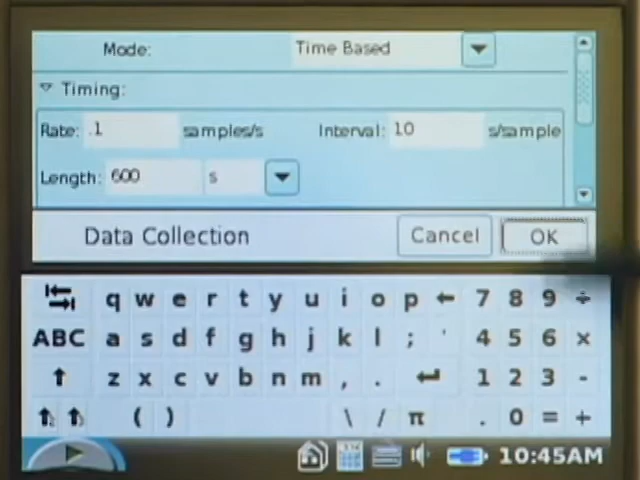 Mode: Time Based
Timing:
Rate: .1 samples/s Interval: 10 s/sample
Length: 600 s
Data Collection Cancel OK
q w e r t y u i o p 7 8 9 ÷
ABC a s d f g h j k l ; ' 4 5 6 ×
z x c v b n m , . 1 2 3 -
( ) \ / π . 0 = +
10:45AM